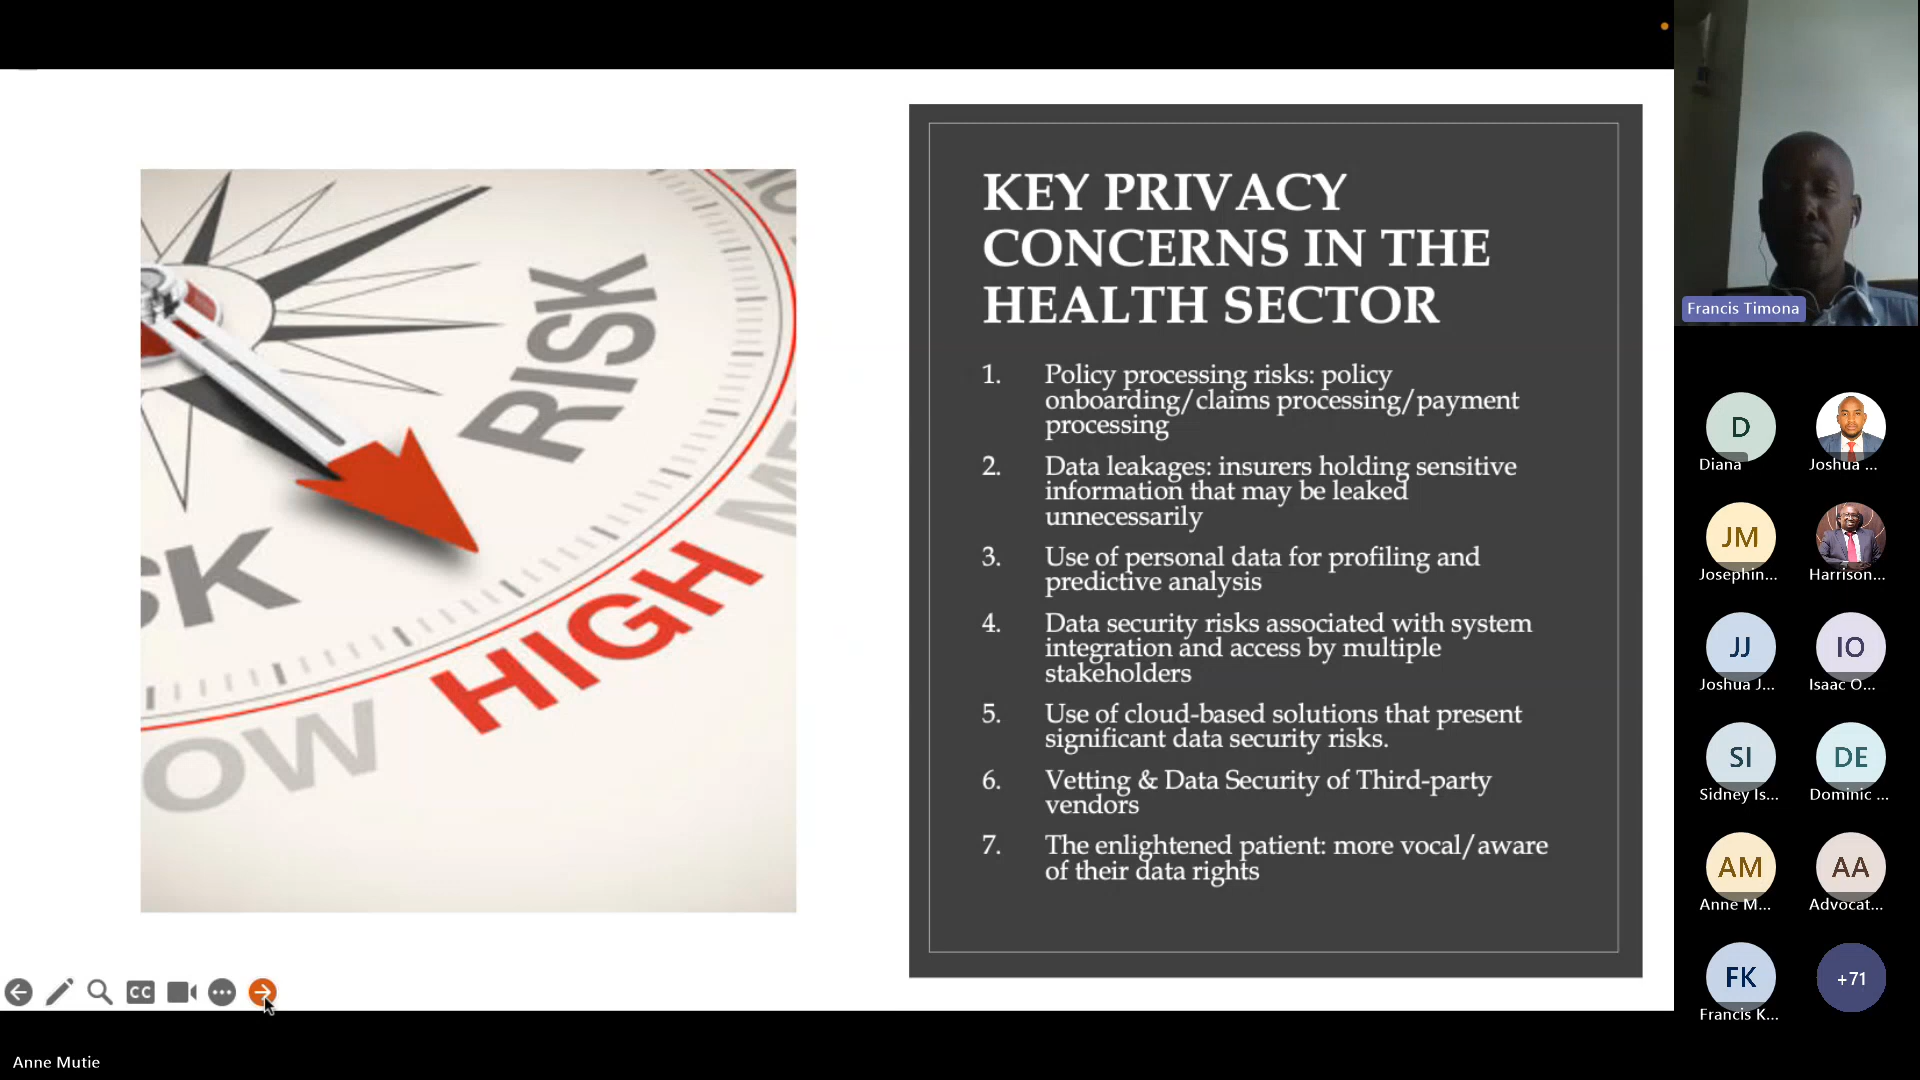 RISK
HIGH
KEY PRIVACY
CONCERNS IN THE
HEALTH SECTOR
1. Policy processing risks: policy
onboarding/claims processing/payment
processing
2. Data leakages: insurers holding sensitive
information that may be leaked
unnecessarily
3. Use of personal data for profiling and
predictive analysis
4. Data security risks associated with system
integration and access by multiple
stakeholders
5. Use of cloud-based solutions that present
significant data security risks.
6. Vetting & Data Security of Third-party
vendors
7. The enlightened patient: more vocal/aware
of their data rights
CC
Anne Mutie
Francis Timona
D
Diana
Joshua ...
JM
Josephin...
Harrison...
JJ
Joshua J...
IO
Isaac O...
SI
Sidney Is...
DE
Dominic ...
AM
Anne M...
AA
Advocat...
FK
Francis K...
+71